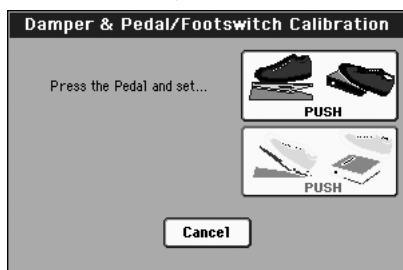 Damper & Pedal/Footswitch Calibration
Press the Pedal and set...
PUSH
PUSH
Cancel